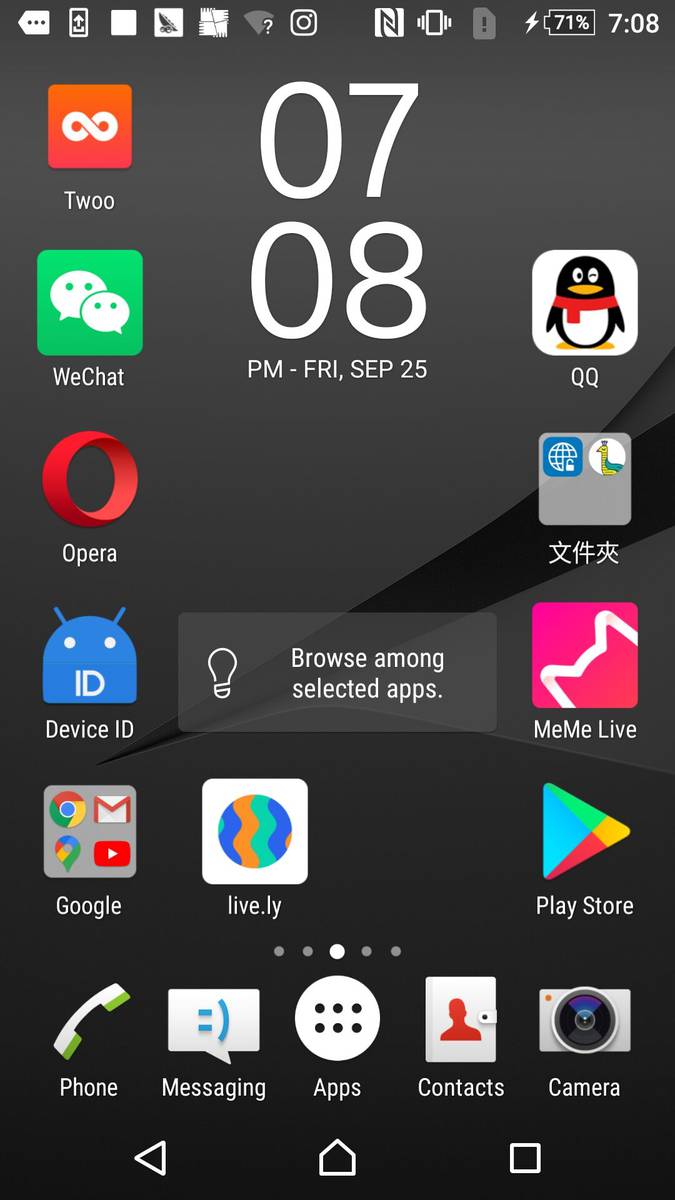 71% 7:08
07
08
PM - FRI, SEP 25
Twoo
WeChat
QQ
Opera
文件夾
ID
Device ID
Browse among
selected apps.
MeMe Live
Google
live.ly
Play Store
:)
Phone
Messaging
Apps
Contacts
Camera